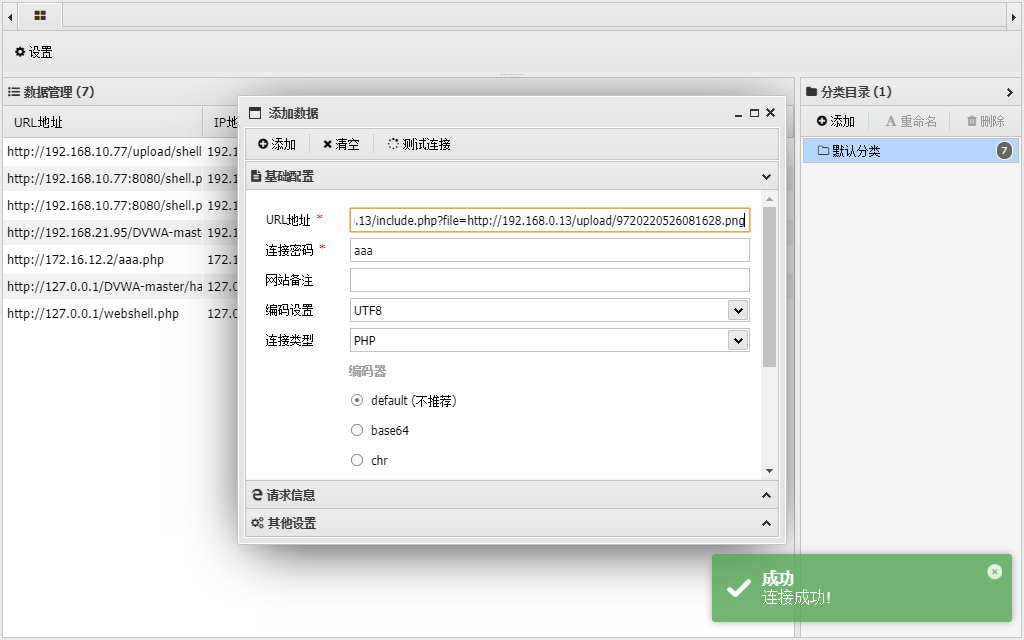 设置
数据管理 (7)
URL地址 IP地
http://192.168.10.77/upload/shell 192.1
http://192.168.10.77:8080/shell.p 192.1
http://192.168.10.77:8080/shell.p 192.1
http://192.168.21.95/DVWA-mast 192.1
http://172.16.12.2/aaa.php 172.1
http://127.0.0.1/DVWA-master/ha 127.0
http://127.0.0.1/webshell.php 127.0
添加数据
添加 清空 测试连接
基础配置
URL地址 * .13/include.php?file=http://192.168.0.13/upload/9720220526081628.png
连接密码 * aaa
网站备注
编码设置 UTF8
连接类型 PHP
编码器
default (不推荐)
base64
chr
请求信息
其他设置
分类目录 (1)
添加 重命名 删除
默认分类 7
成功
连接成功!